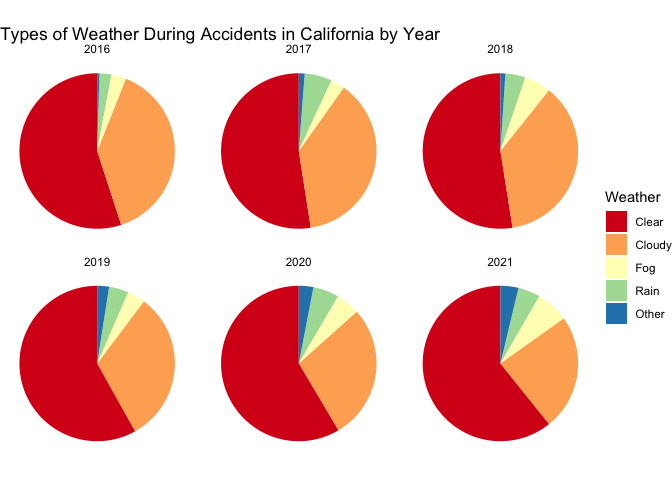 Types of Weather During Accidents in California by Year
2016
2017
2018
Weather
Clear
Cloudy
Fog
Rain
Other
2019
2020
2021